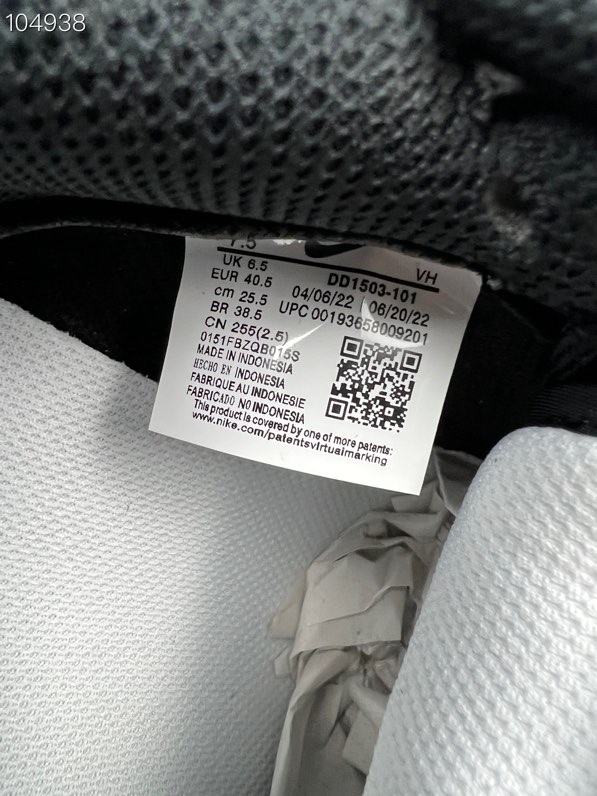 104938
7.5
UK 6.5
EUR 40.5
cm 25.5
BR 38.5
CN 255(2.5)
VH
DD1503-101
04/06/22 06/20/22
UPC 00193658009201
0151FBZQB015S
MADE IN INDONESIA
HECHO EN INDONESIA
FABRIQUE AU INDONESIE
FABRICADO NO INDONESIA
This product is covered by one of more patents:
www.nike.com/patentsvirtualmarking